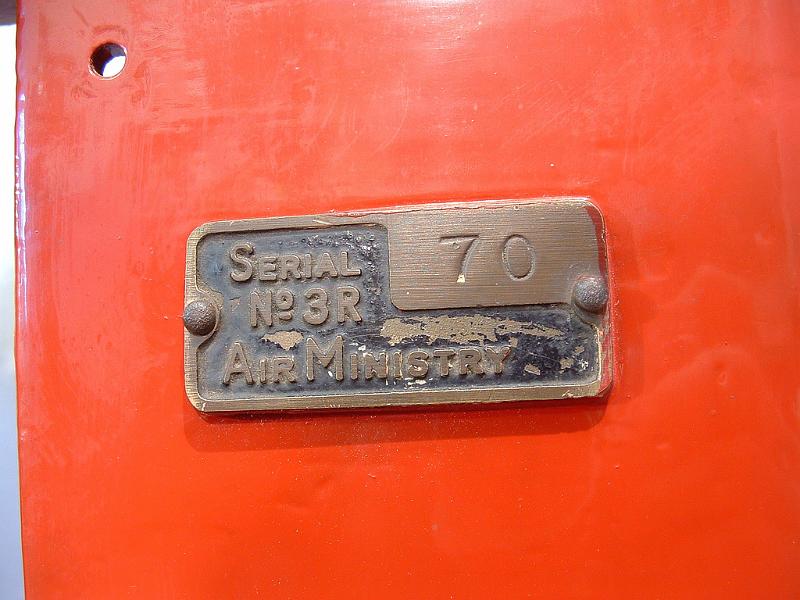 SERIAL
Nº 3R
70
AIR MINISTRY